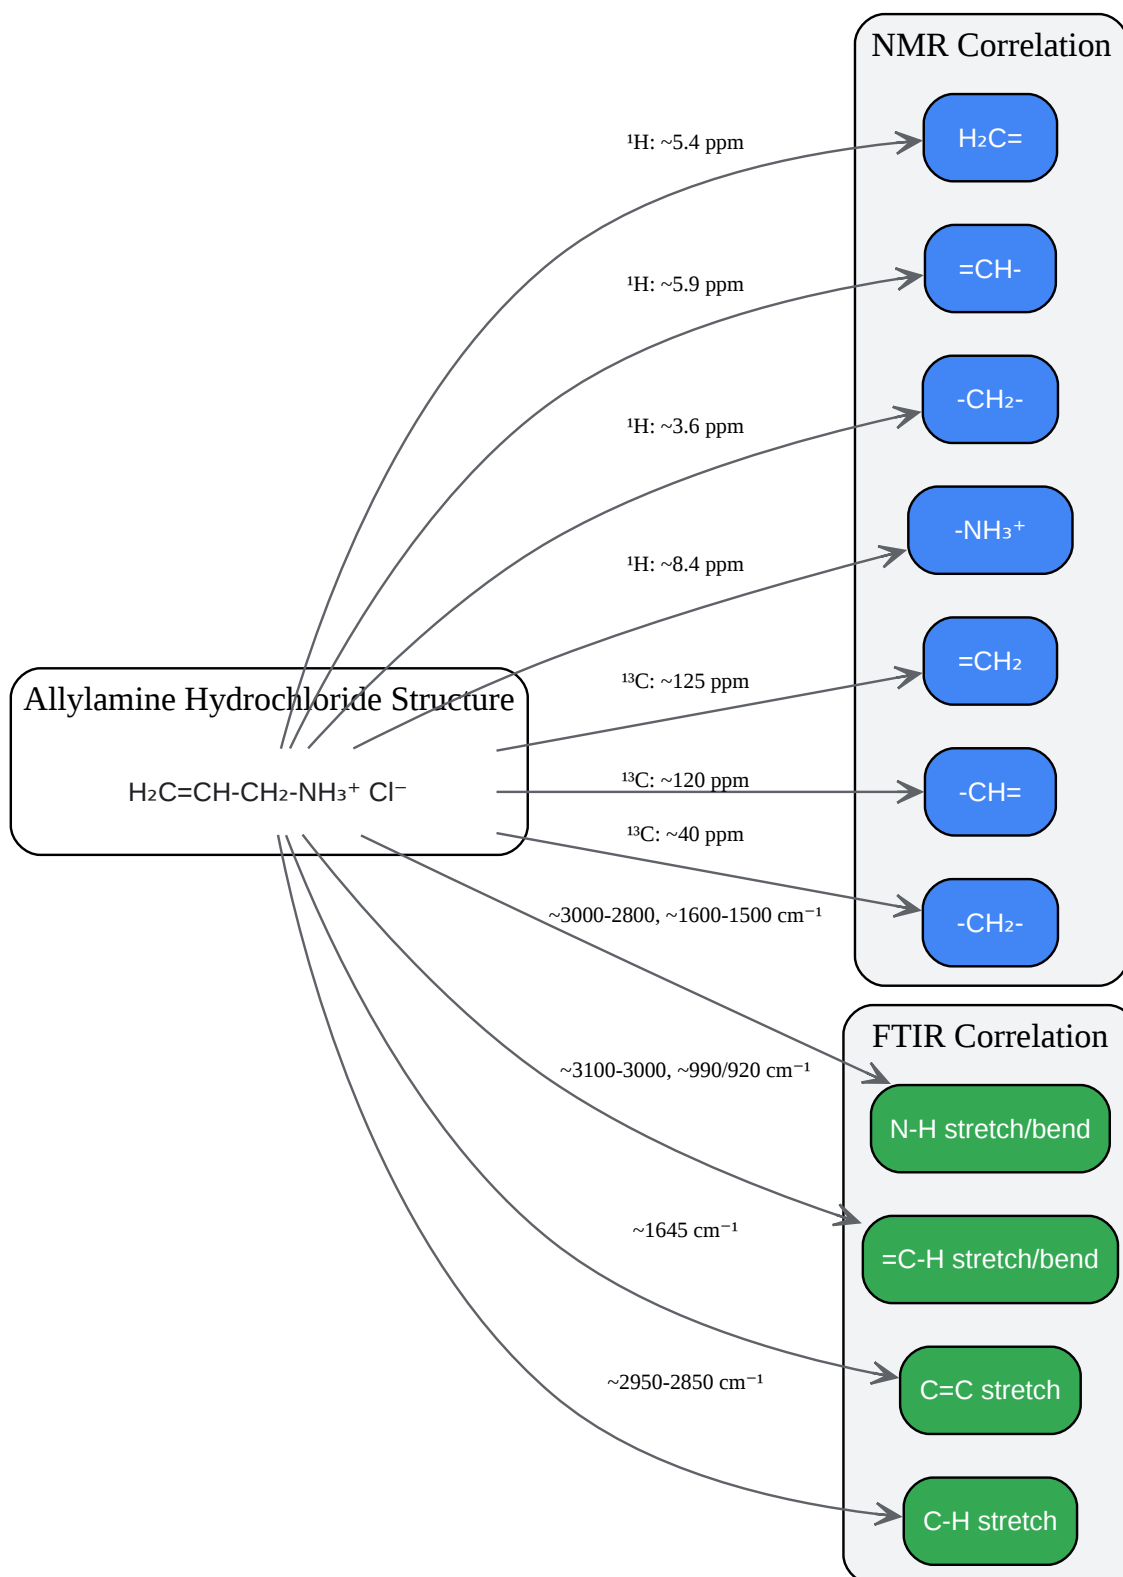 NMR Correlation
¹H: ~5.4 ppm
H₂C=
¹H: ~5.9 ppm
=CH-
¹H: ~3.6 ppm
-CH₂-
¹H: ~8.4 ppm
-NH₃⁺
¹³C: ~125 ppm
=CH₂
¹³C: ~120 ppm
-CH=
¹³C: ~40 ppm
-CH₂-
Allylamine Hydrochloride Structure
H₂C=CH-CH₂-NH₃⁺ Cl⁻
FTIR Correlation
~3000-2800, ~1600-1500 cm⁻¹
N-H stretch/bend
~3100-3000, ~990/920 cm⁻¹
=C-H stretch/bend
~1645 cm⁻¹
C=C stretch
~2950-2850 cm⁻¹
C-H stretch